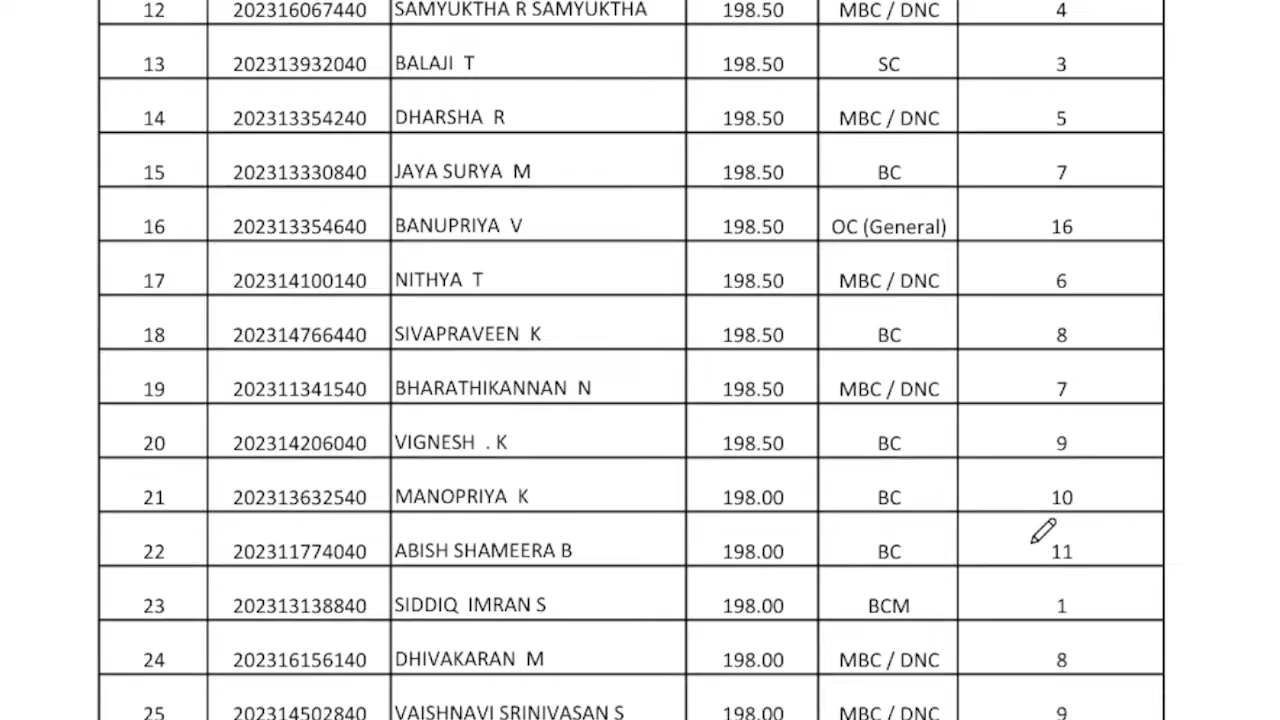 12 202316067440 SAMYUKTHA R SAMYUKTHA 198.50 MBC / DNC 4
13 202313932040 BALAJI T 198.50 SC 3
14 202313354240 DHARSHA R 198.50 MBC / DNC 5
15 202313330840 JAYA SURYA M 198.50 BC 7
16 202313354640 BANUPRIYA V 198.50 OC (General) 16
17 202314100140 NITHYA T 198.50 MBC / DNC 6
18 202314766440 SIVAPRAVEEN K 198.50 BC 8
19 202311341540 BHARATHIKANNAN N 198.50 MBC / DNC 7
20 202314206040 VIGNESH . K 198.50 BC 9
21 202313632540 MANOPRIYA K 198.00 BC 10
22 202311774040 ABISH SHAMEERA B 198.00 BC 11
23 202313138840 SIDDIQ IMRAN S 198.00 BCM 1
24 202316156140 DHIVAKARAN M 198.00 MBC / DNC 8
25 202314502840 VAISHNAVI SRINIVASAN S 198.00 MBC / DNC 9